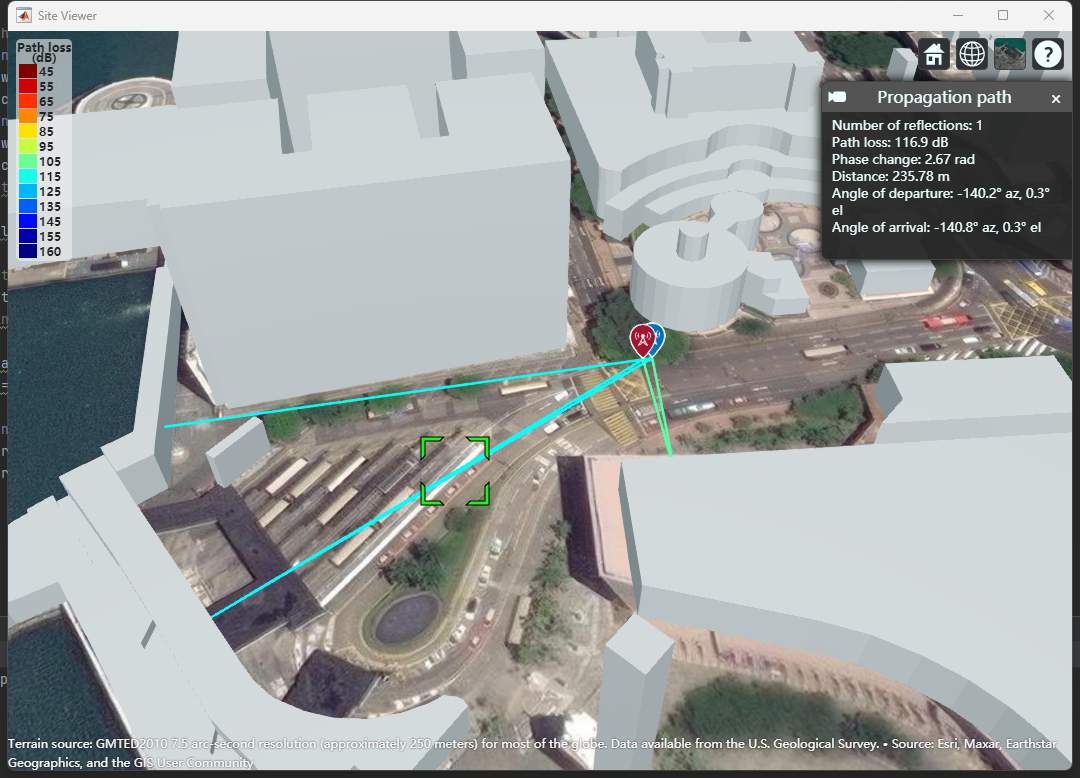 Site Viewer
Path loss
(dB)
45
55
65
75
85
95
105
115
125
135
145
155
160
?
Propagation path
×
Number of reflections: 1
Path loss: 116.9 dB
Phase change: 2.67 rad
Distance: 235.78 m
Angle of departure: -140.2° az, 0.3°
el
Angle of arrival: -140.8° az, 0.3° el
Terrain source: GMTED2010 7.5 arc-second resolution (approximately 250 meters) for most of the globe. Data available from the U.S. Geological Survey. • Source: Esri, Maxar, Earthstar
Geographics, and the GIS User Community